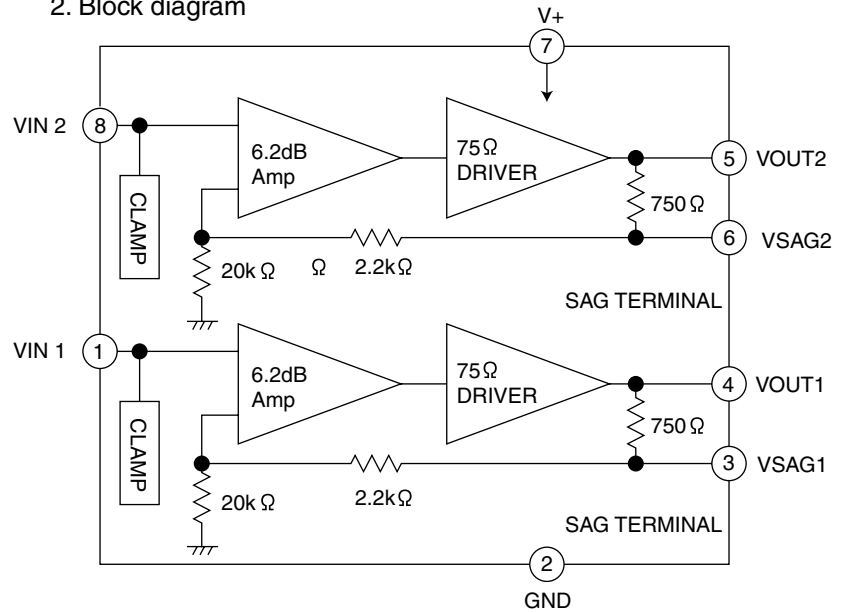 2. Block diagram
V+
7
VIN 2
8
6.2dB
Amp
75Ω
DRIVER
5
VOUT2
CLAMP
750Ω
6
VSAG2
20kΩ
Ω
2.2kΩ
SAG TERMINAL
VIN 1
1
6.2dB
Amp
75Ω
DRIVER
4
VOUT1
CLAMP
750Ω
3
VSAG1
20kΩ
2.2kΩ
SAG TERMINAL
2
GND